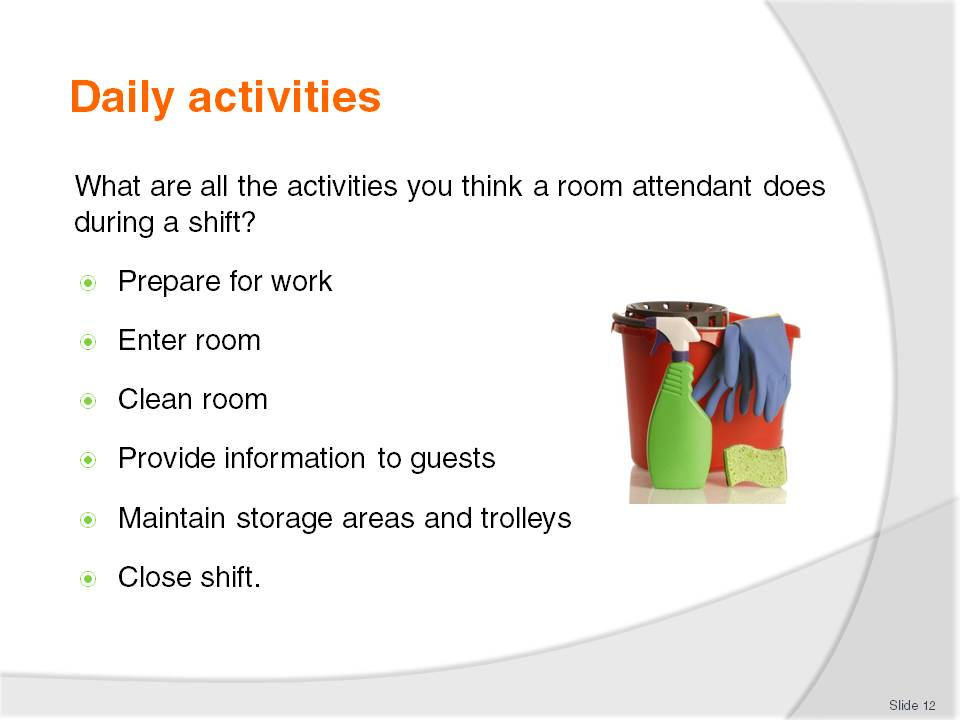 Daily activities
What are all the activities you think a room attendant does
during a shift?
Prepare for work
Enter room
Clean room
Provide information to guests
Maintain storage areas and trolleys
Close shift.
Slide 12